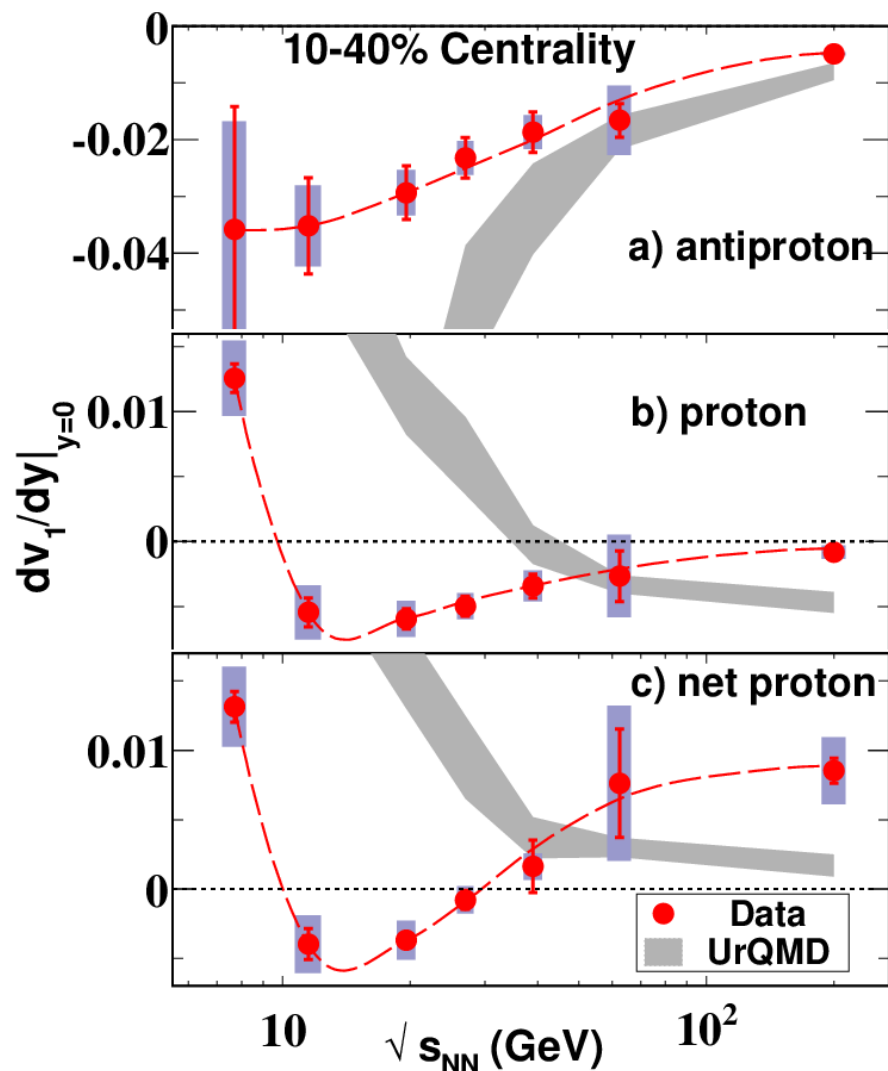 10-40% Centrality
0
-0.02
-0.04
a) antiproton
dv₁/dy|y=0
0.01
0
b) proton
0.01
0
c) net proton
Data
UrQMD
10
10²
√ sNN (GeV)